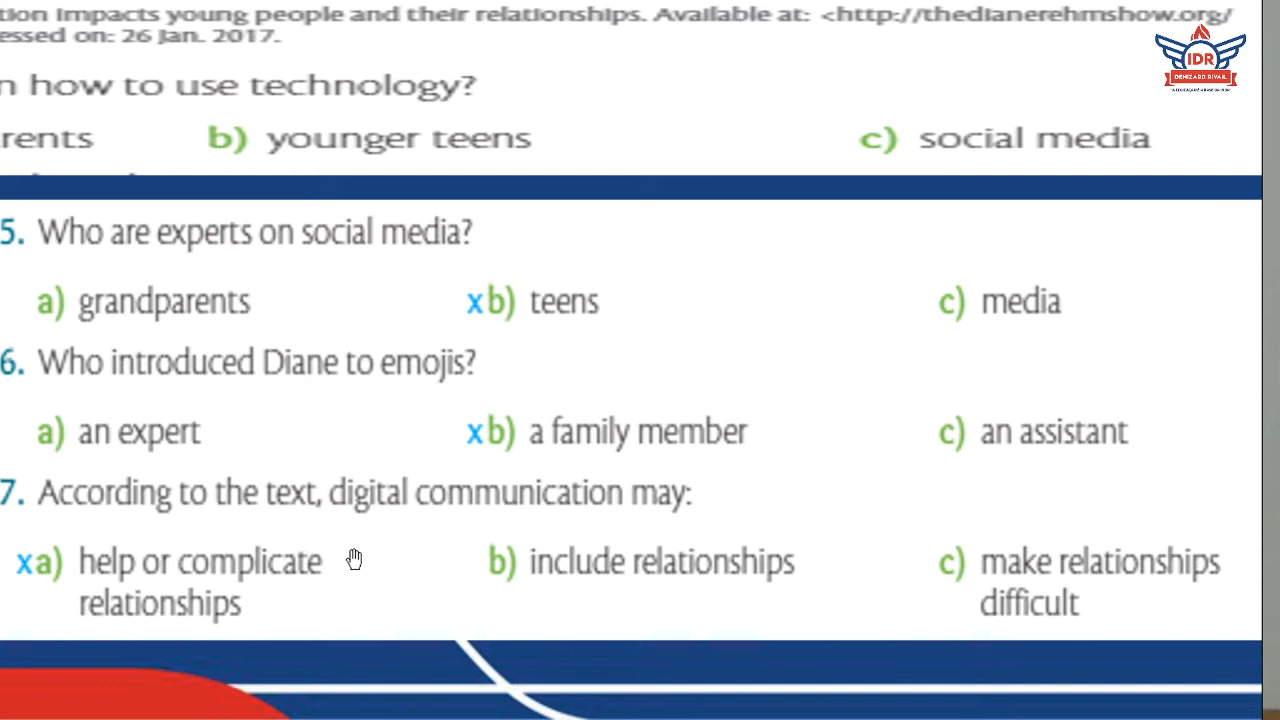 tion impacts young people and their relationships. Available at: <http://thedianerehmshow.org/
essed on: 26 Jan. 2017.
IDR
DENIZARD RIVAIL
n how to use technology?
rents b) younger teens c) social media
5. Who are experts on social media?
a) grandparents x b) teens c) media
6. Who introduced Diane to emojis?
a) an expert x b) a family member c) an assistant
7. According to the text, digital communication may:
x a) help or complicate b) include relationships c) make relationships
relationships difficult